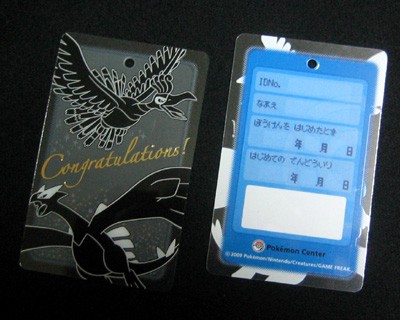 Congratulations!
IDNo.
なまえ
ぼうけんを はじめたとき
年 月 日
はじめての でんどういり
年 月 日
Pokémon Center
©2009 Pokémon/Nintendo/Creatures/GAME FREAK